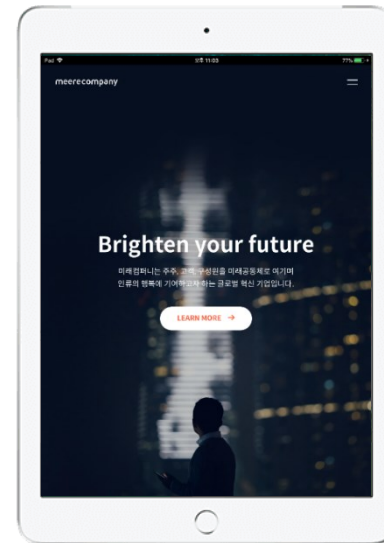 iPad
오전 11:03
77%
meerecompany
Brighten your future
미래컴퍼니는 주주, 고객, 구성원을 미래공동체로 여기며
인류의 행복에 기여하고자 하는 글로벌 혁신 기업입니다.
LEARN MORE →